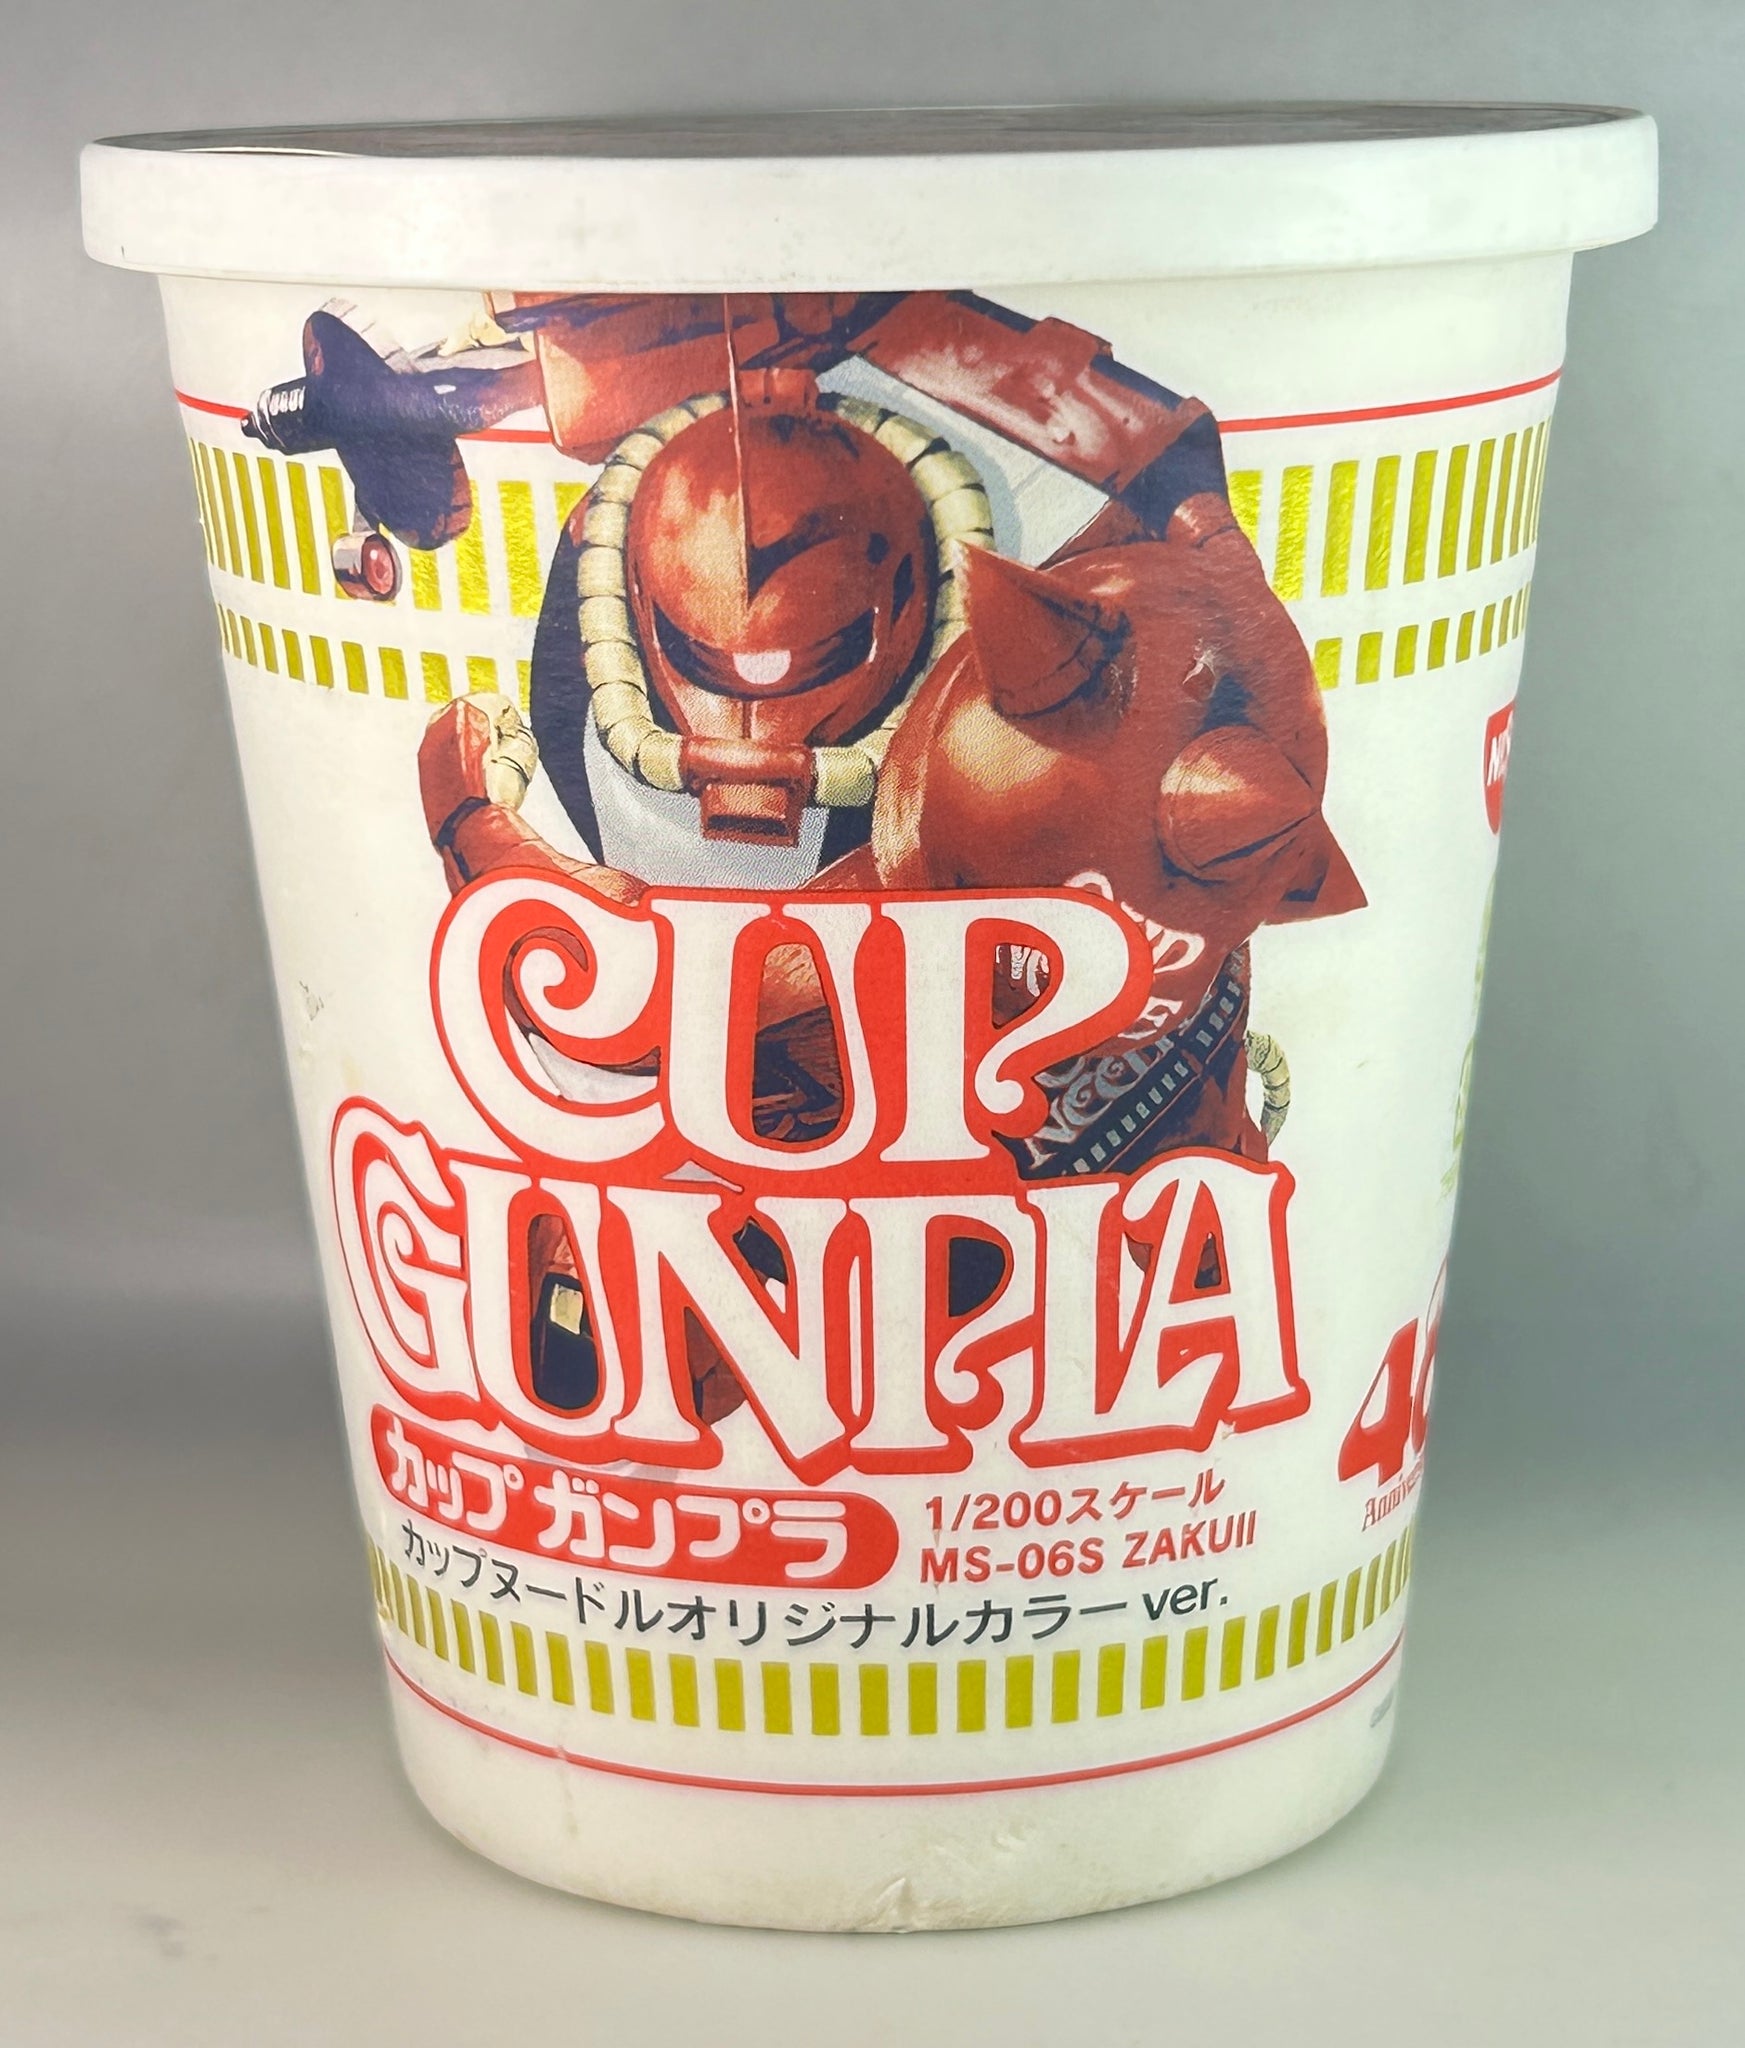 CUP
GUNPLA
カップ ガンプラ
1/200スケール
MS-06S ZAKUII
カップヌードルオリジナルカラー ver.